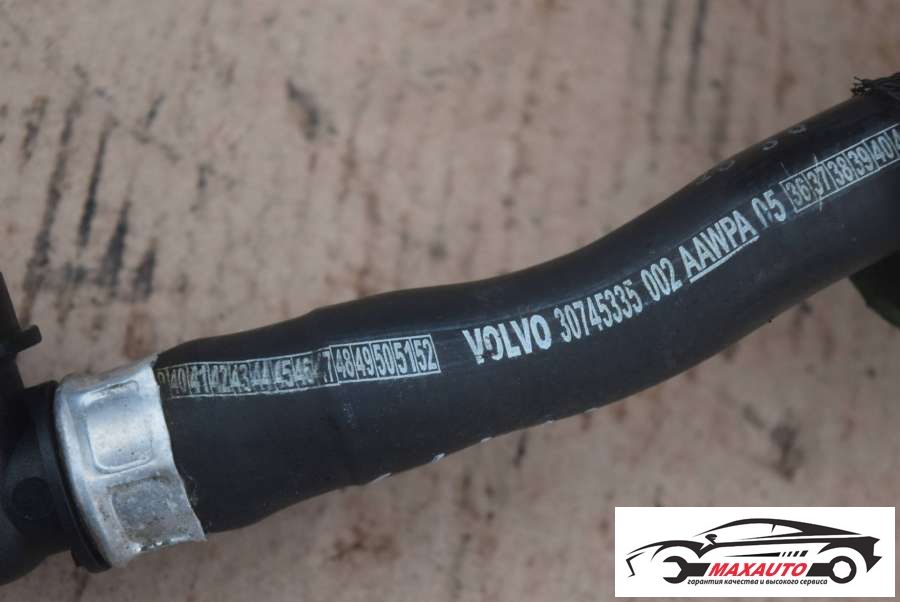 40 41 42 43 44 45 46 47 48 49 50 51 52 VOLVO 30745335 002 AAWPA 05 36 37 38 39 40
MAXAUTO
гарантия качества и высокого сервиса